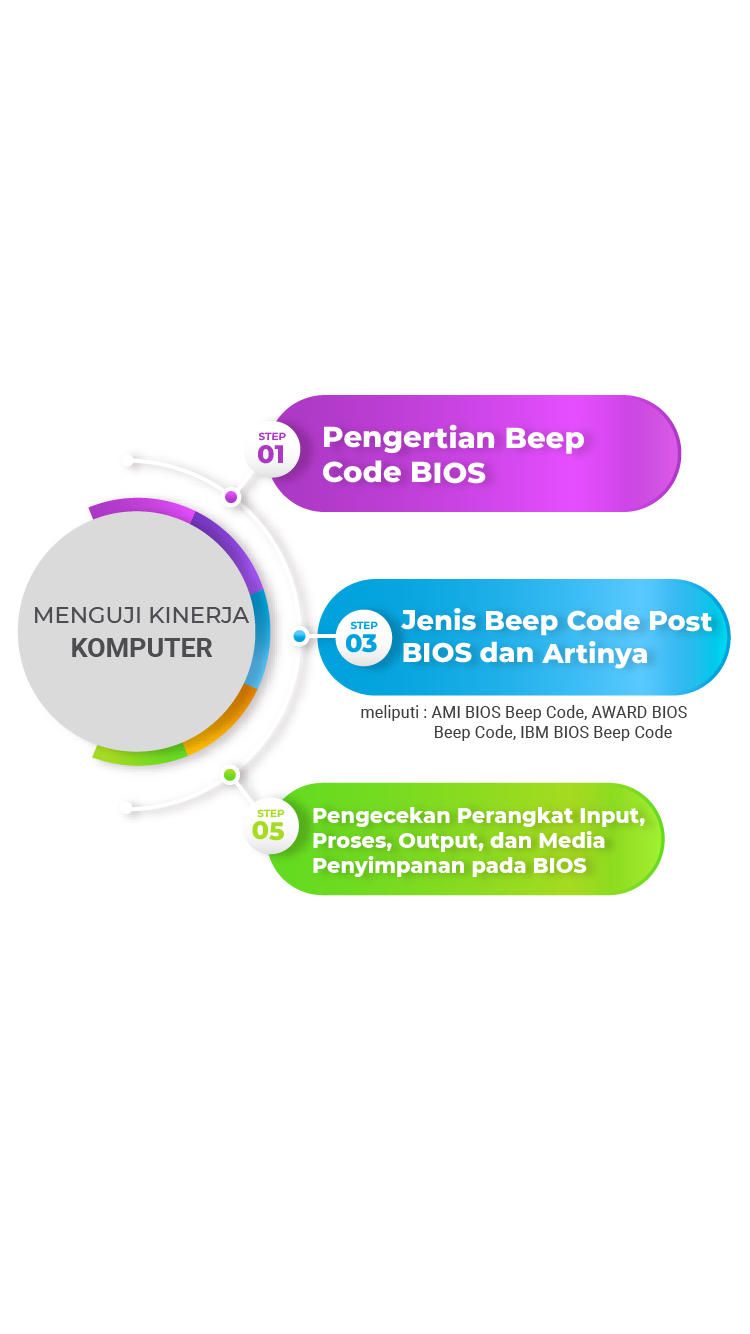 STEP
01
Pengertian Beep
Code BIOS
MENGUJI KINERJA
KOMPUTER
STEP
03
Jenis Beep Code Post
BIOS dan Artinya
meliputi : AMI BIOS Beep Code, AWARD BIOS
Beep Code, IBM BIOS Beep Code
STEP
05
Pengecekan Perangkat Input,
Proses, Output, dan Media
Penyimpanan pada BIOS